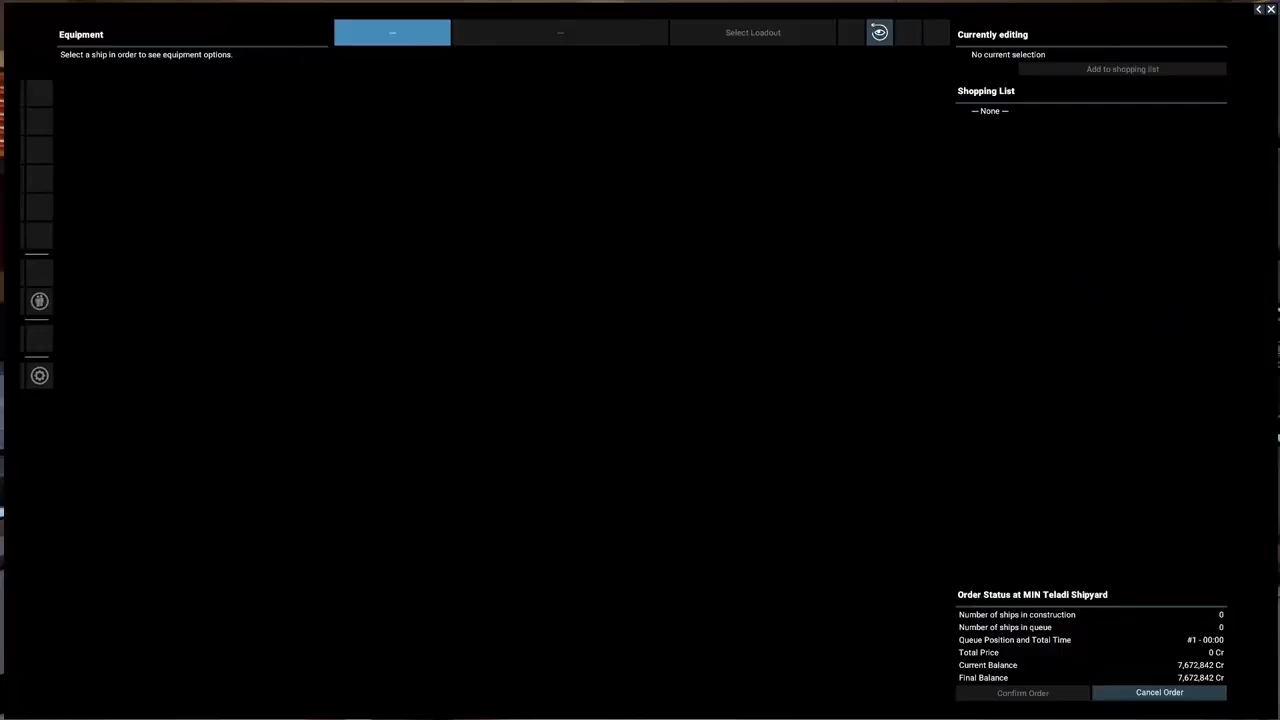 Equipment
Select a ship in order to see equipment options.
—
—
Select Loadout
Currently editing
No current selection
Add to shopping list
Shopping List
— None —
Order Status at MIN Teladi Shipyard
Number of ships in construction 0
Number of ships in queue 0
Queue Position and Total Time #1 - 00:00
Total Price 0 Cr
Current Balance 7,672,842 Cr
Final Balance 7,672,842 Cr
Confirm Order Cancel Order